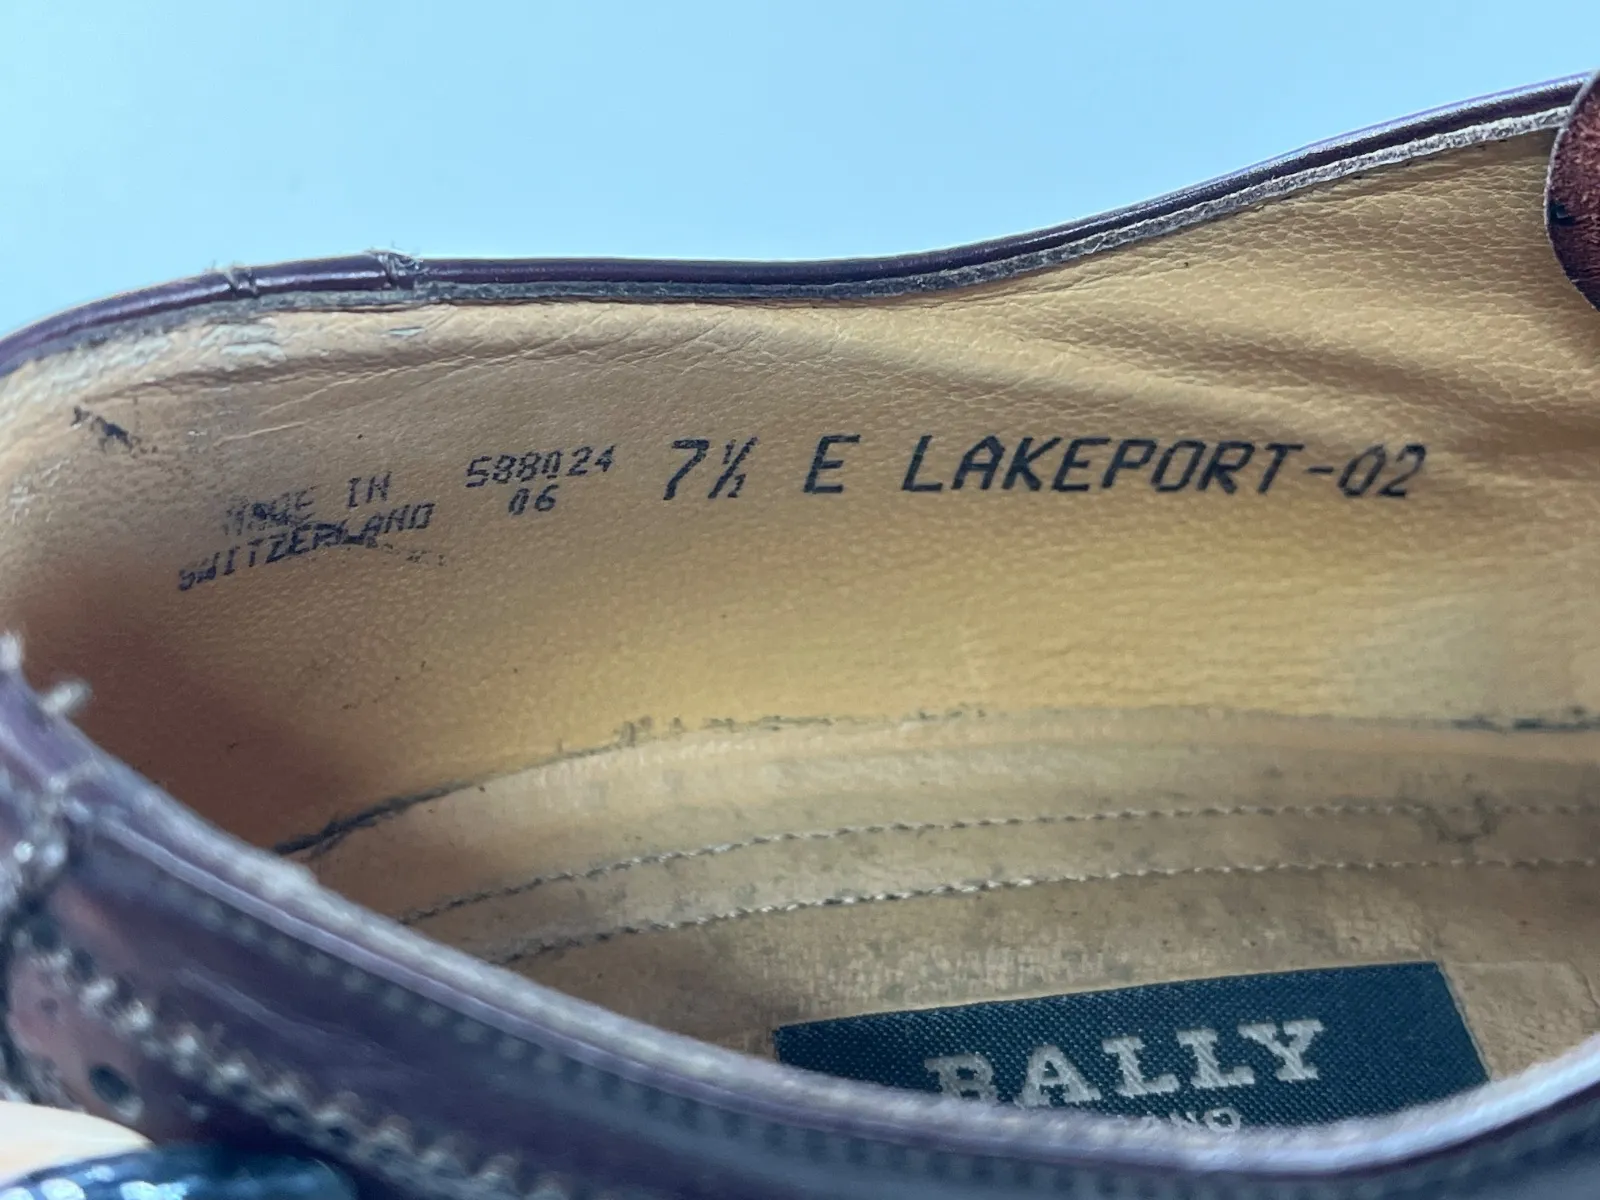 MADE IN
SWITZERLAND
588024
06
7½ E LAKEPORT-02
BALLY